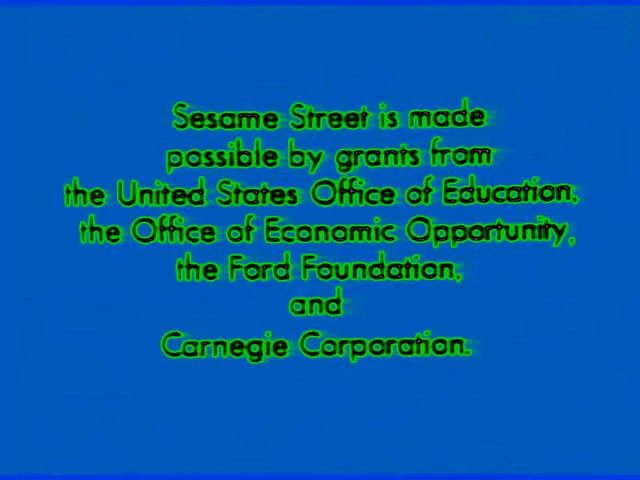 Sesame Street is made
possible by grants from
the United States Office of Education,
the Office of Economic Opportunity,
the Ford Foundation,
and
Carnegie Corporation.